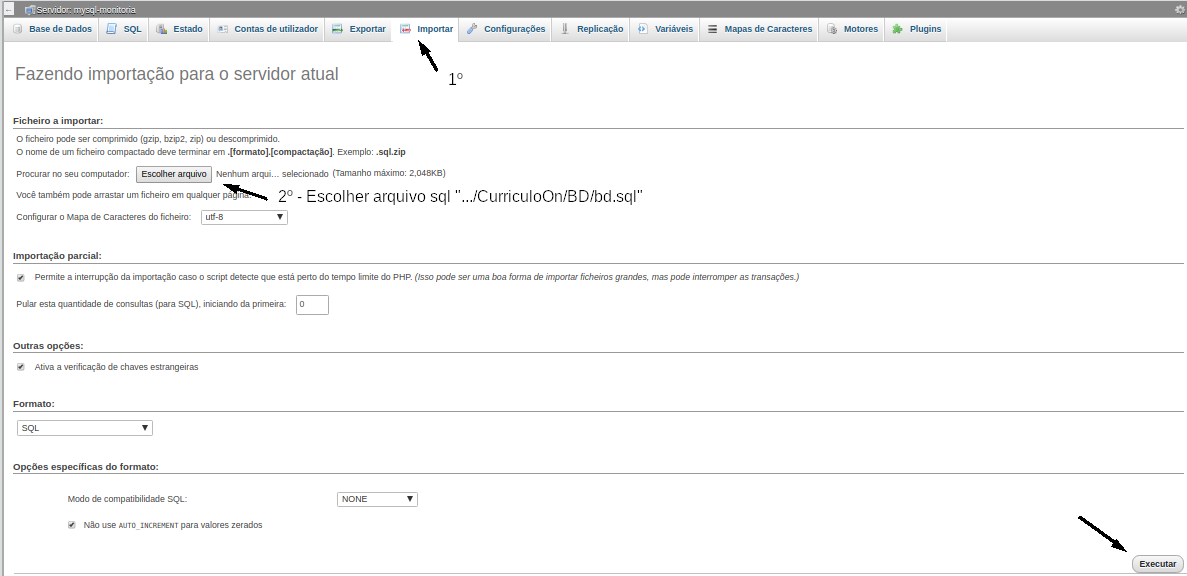 Servidor: mysql-monitoria
Base de Dados SQL Estado Contas de utilizador Exportar Importar Configurações Replicação Variáveis Mapas de Caracteres Motores Plugins
1º
Fazendo importação para o servidor atual
Ficheiro a importar:
O ficheiro pode ser comprimido (gzip, bzip2, zip) ou descomprimido.
O nome de um ficheiro compactado deve terminar em .[formato].[compactação]. Exemplo: .sql.zip
Procurar no seu computador: Escolher arquivo Nenhum arqui... selecionado (Tamanho máximo: 2,048KB)
Você também pode arrastar um ficheiro em qualquer página.
2º - Escolher arquivo sql ".../CurriculoOn/BD/bd.sql"
Configurar o Mapa de Caracteres do ficheiro: utf-8
Importação parcial:
Permite a interrupção da importação caso o script detecte que está perto do tempo limite do PHP. (Isso pode ser uma boa forma de importar ficheiros grandes, mas pode interromper as transações.)
Pular esta quantidade de consultas (para SQL), iniciando da primeira: 0
Outras opções:
Ativa a verificação de chaves estrangeiras
Formato:
SQL
Opções específicas do formato:
Modo de compatibilidade SQL: NONE
Não use AUTO_INCREMENT para valores zerados
Executar